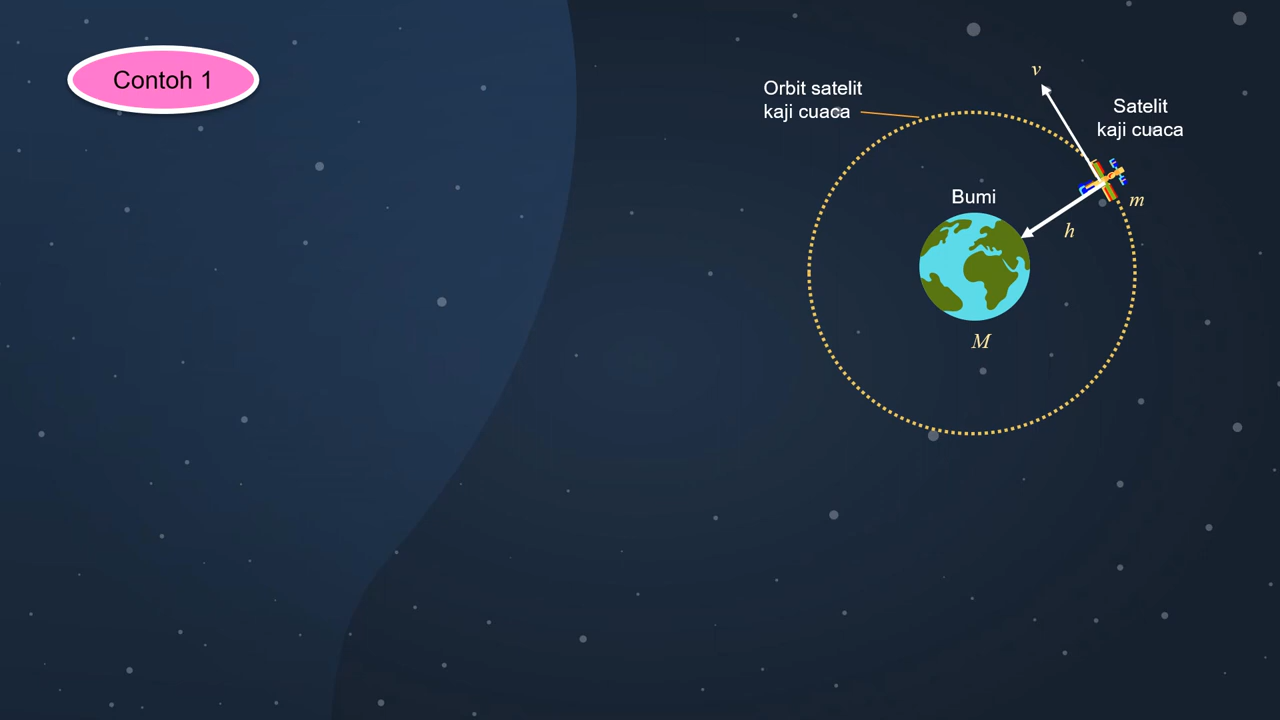 Contoh 1
Orbit satelit
kaji cuaca
v
Satelit
kaji cuaca
m
h
Bumi
M